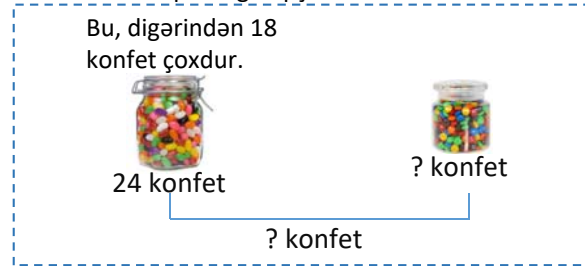 Bu, digərindən 18
konfet çoxdur.
24 konfet
? konfet
? konfet